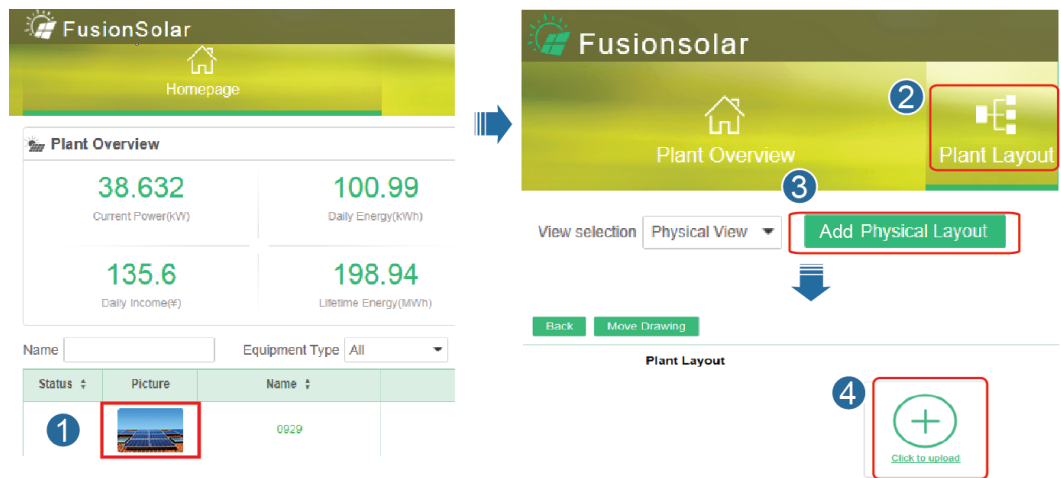 FusionSolar
Homepage
Plant Overview
38.632
100.99
Current Power(kW)
Daily Energy(kWh)
135.6
198.94
Daily Income(¥)
Lifetime Energy(MWh)
Name
Equipment Type All
Status Picture Name
1
0929
Fusionsolar
2
Plant Overview
Plant Layout
3
View selection Physical View
Add Physical Layout
Back Move Drawing
Plant Layout
4
Click to upload